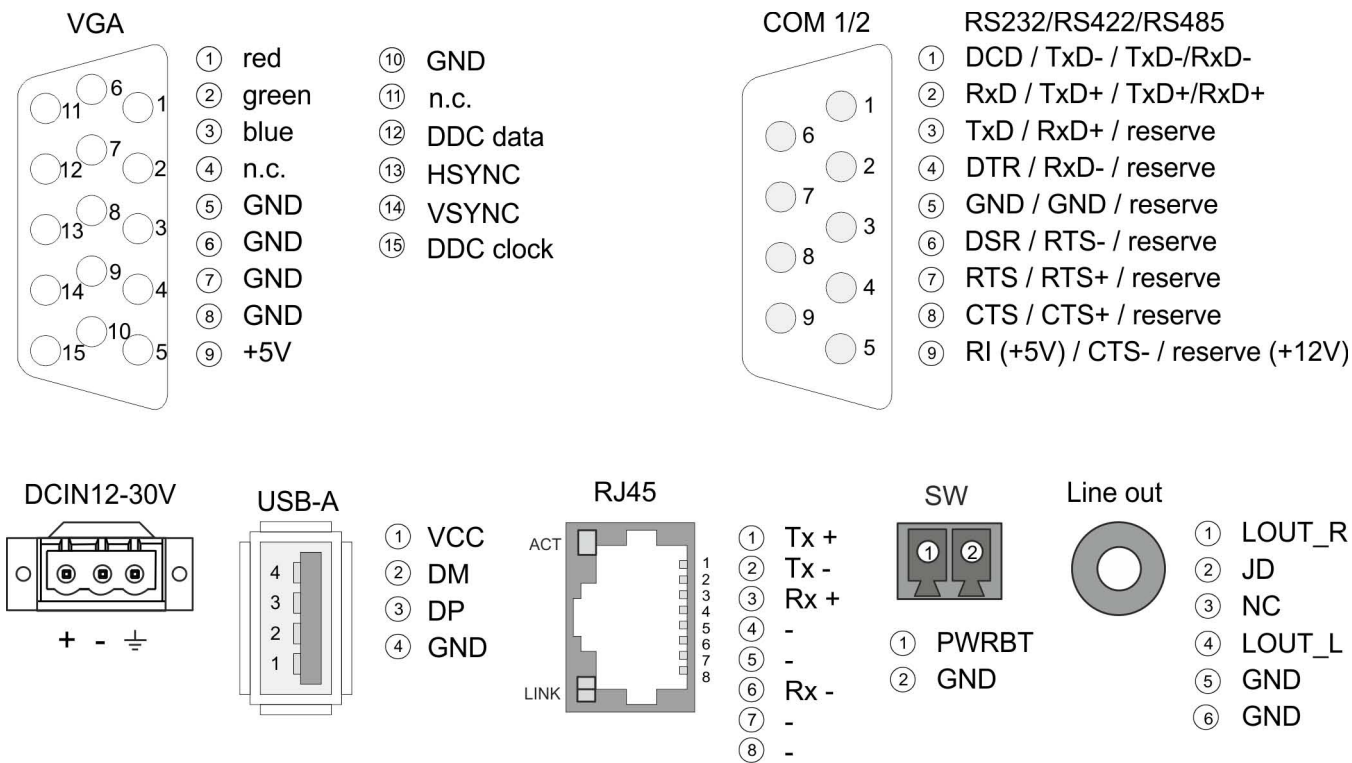 VGA
11
6
1
12
7
2
13
8
3
14
9
4
15
10
5
① red
② green
③ blue
④ n.c.
⑤ GND
⑥ GND
⑦ GND
⑧ GND
⑨ +5V
⑩ GND
⑪ n.c.
⑫ DDC data
⑬ HSYNC
⑭ VSYNC
⑮ DDC clock
COM 1/2
1
6
2
7
3
8
4
9
5
RS232/RS422/RS485
① DCD / TxD- / TxD-/RxD-
② RxD / TxD+ / TxD+/RxD+
③ TxD / RxD+ / reserve
④ DTR / RxD- / reserve
⑤ GND / GND / reserve
⑥ DSR / RTS- / reserve
⑦ RTS / RTS+ / reserve
⑧ CTS / CTS+ / reserve
⑨ RI (+5V) / CTS- / reserve (+12V)
DCIN12-30V
+ - ⏚
USB-A
4
3
2
1
① VCC
② DM
③ DP
④ GND
RJ45
ACT
LINK
1
2
3
4
5
6
7
8
① Tx +
② Tx -
③ Rx +
④ -
⑤ -
⑥ Rx -
⑦ -
⑧ -
SW
① ②
① PWRBT
② GND
Line out
① LOUT_R
② JD
③ NC
④ LOUT_L
⑤ GND
⑥ GND